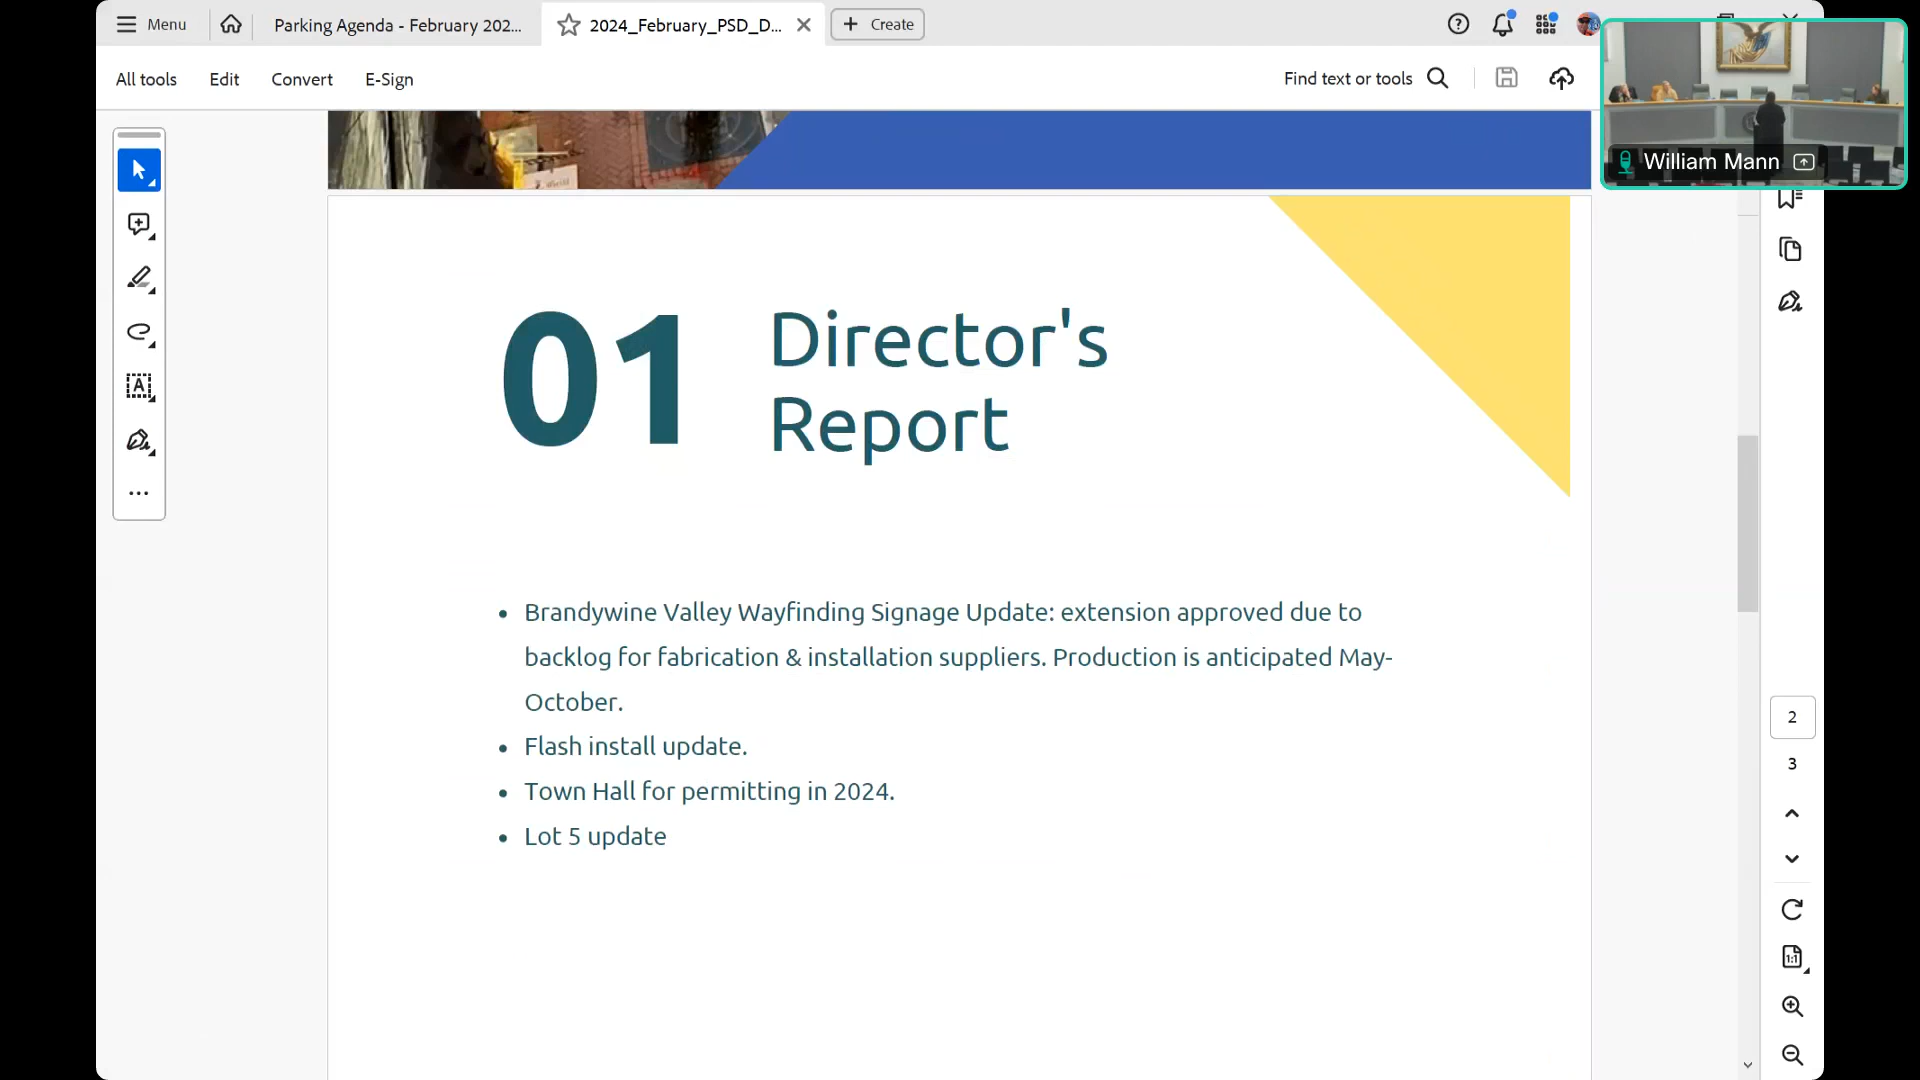 Menu
Parking Agenda - February 202...
2024_February_PSD_D...
Create
All tools
Edit
Convert
E-Sign
Find text or tools
William Mann
01
Director's
Report
• Brandywine Valley Wayfinding Signage Update: extension approved due to
backlog for fabrication & installation suppliers. Production is anticipated May-
October.
• Flash install update.
• Town Hall for permitting in 2024.
• Lot 5 update
2
3
1:1